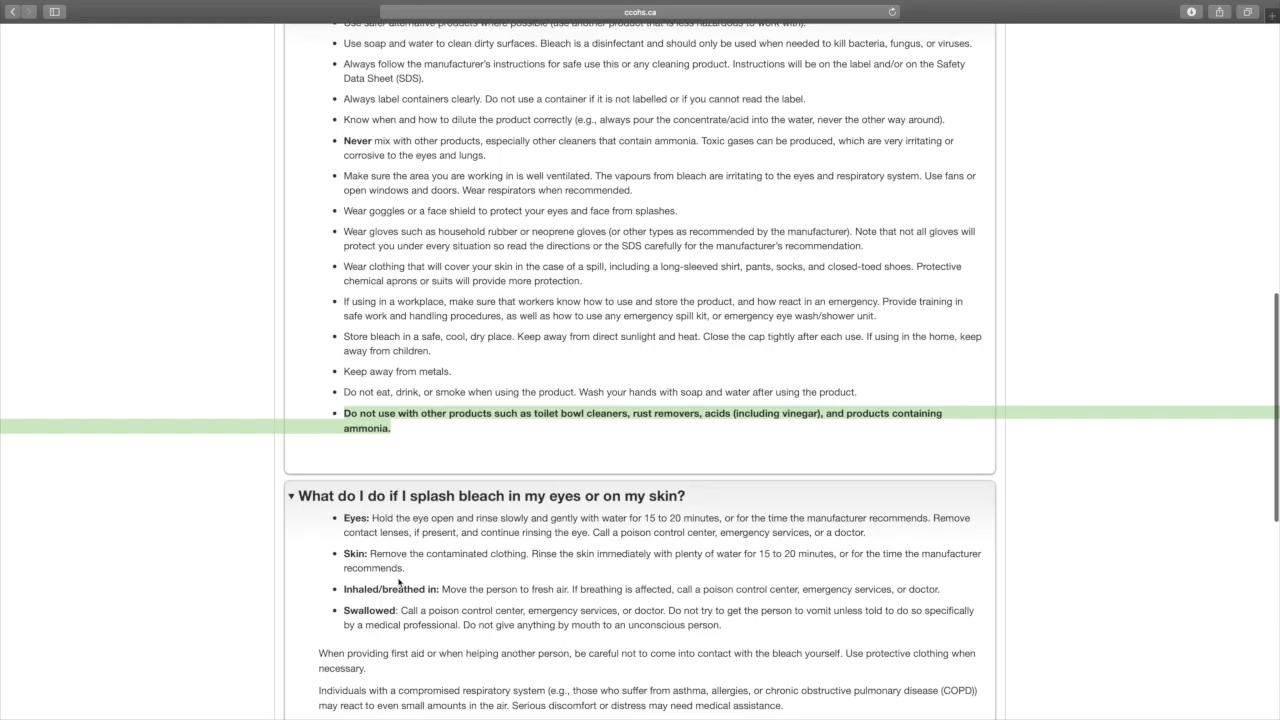 ccohs.ca
Use safer alternative products where possible (use another product that is less hazardous to work with).
Use soap and water to clean dirty surfaces. Bleach is a disinfectant and should only be used when needed to kill bacteria, fungus, or viruses.
Always follow the manufacturer's instructions for safe use this or any cleaning product. Instructions will be on the label and/or on the Safety
Data Sheet (SDS).
Always label containers clearly. Do not use a container if it is not labelled or if you cannot read the label.
Know when and how to dilute the product correctly (e.g., always pour the concentrate/acid into the water, never the other way around).
Never mix with other products, especially other cleaners that contain ammonia. Toxic gases can be produced, which are very irritating or
corrosive to the eyes and lungs.
Make sure the area you are working in is well ventilated. The vapours from bleach are irritating to the eyes and respiratory system. Use fans or
open windows and doors. Wear respirators when recommended.
Wear goggles or a face shield to protect your eyes and face from splashes.
Wear gloves such as household rubber or neoprene gloves (or other types as recommended by the manufacturer). Note that not all gloves will
protect you under every situation so read the directions or the SDS carefully for the manufacturer's recommendation.
Wear clothing that will cover your skin in the case of a spill, including a long-sleeved shirt, pants, socks, and closed-toed shoes. Protective
chemical aprons or suits will provide more protection.
If using in a workplace, make sure that workers know how to use and store the product, and how react in an emergency. Provide training in
safe work and handling procedures, as well as how to use any emergency spill kit, or emergency eye wash/shower unit.
Store bleach in a safe, cool, dry place. Keep away from direct sunlight and heat. Close the cap tightly after each use. If using in the home, keep
away from children.
Keep away from metals.
Do not eat, drink, or smoke when using the product. Wash your hands with soap and water after using the product.
Do not use with other products such as toilet bowl cleaners, rust removers, acids (including vinegar), and products containing
ammonia.
What do I do if I splash bleach in my eyes or on my skin?
Eyes: Hold the eye open and rinse slowly and gently with water for 15 to 20 minutes, or for the time the manufacturer recommends. Remove
contact lenses, if present, and continue rinsing the eye. Call a poison control center, emergency services, or a doctor.
Skin: Remove the contaminated clothing. Rinse the skin immediately with plenty of water for 15 to 20 minutes, or for the time the manufacturer
recommends.
Inhaled/breathed in: Move the person to fresh air. If breathing is affected, call a poison control center, emergency services, or doctor.
Swallowed: Call a poison control center, emergency services, or doctor. Do not try to get the person to vomit unless told to do so specifically
by a medical professional. Do not give anything by mouth to an unconscious person.
When providing first aid or when helping another person, be careful not to come into contact with the bleach yourself. Use protective clothing when
necessary.
Individuals with a compromised respiratory system (e.g., those who suffer from asthma, allergies, or chronic obstructive pulmonary disease (COPD))
may react to even small amounts in the air. Serious discomfort or distress may need medical assistance.